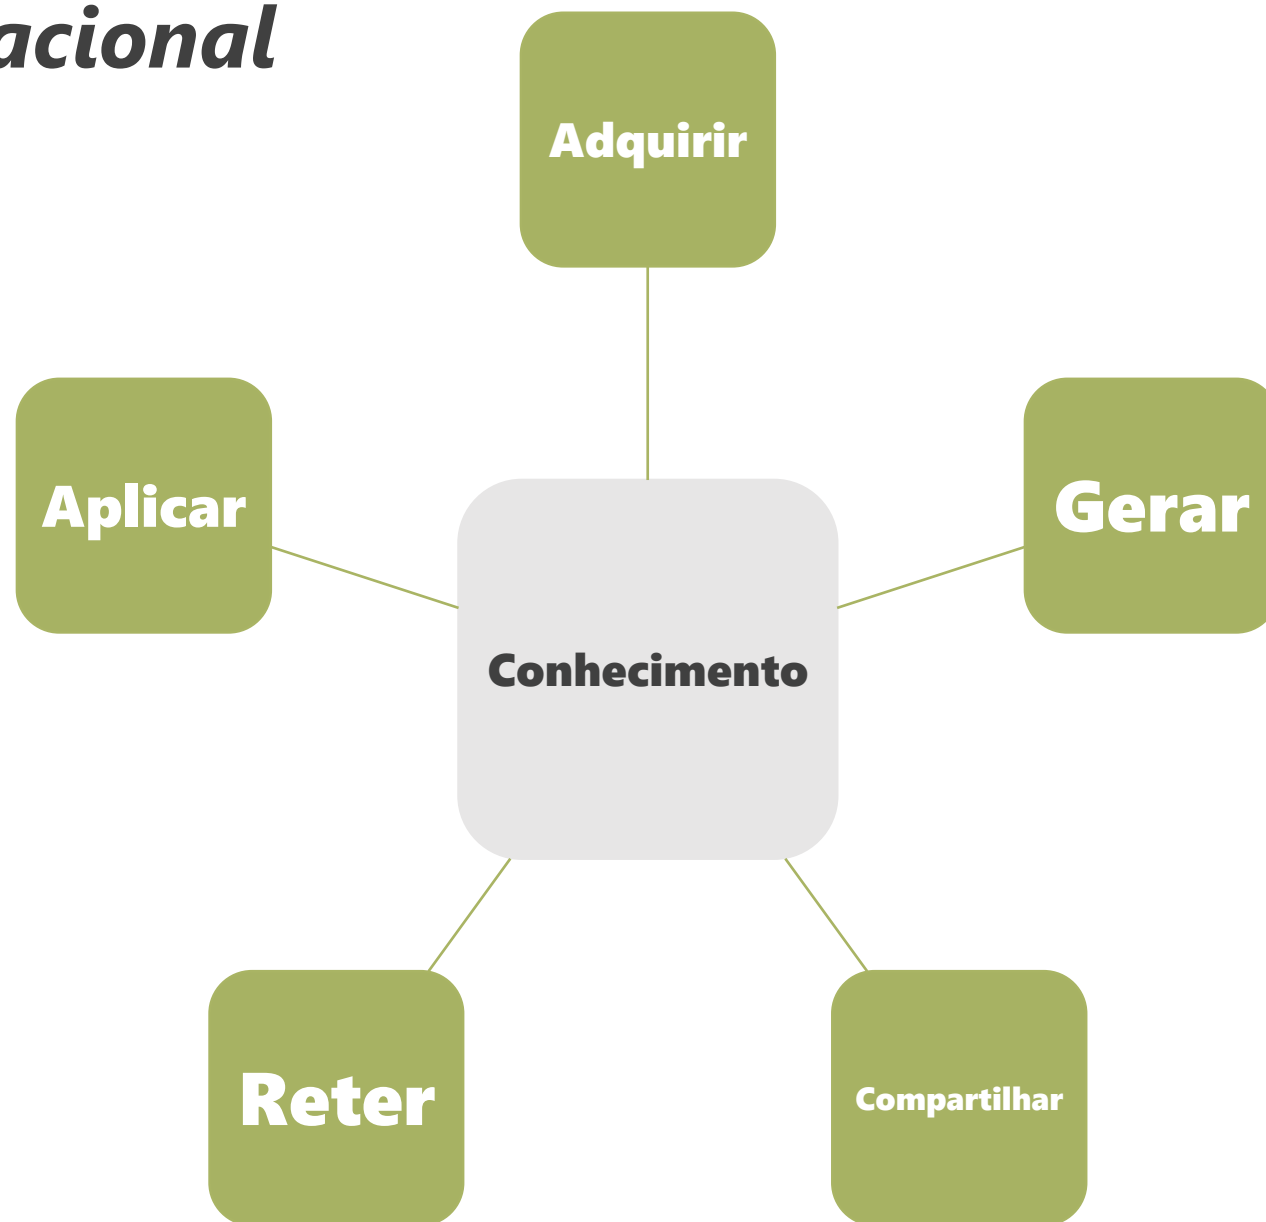 acional
Adquirir
Aplicar
Gerar
Conhecimento
Reter
Compartilhar